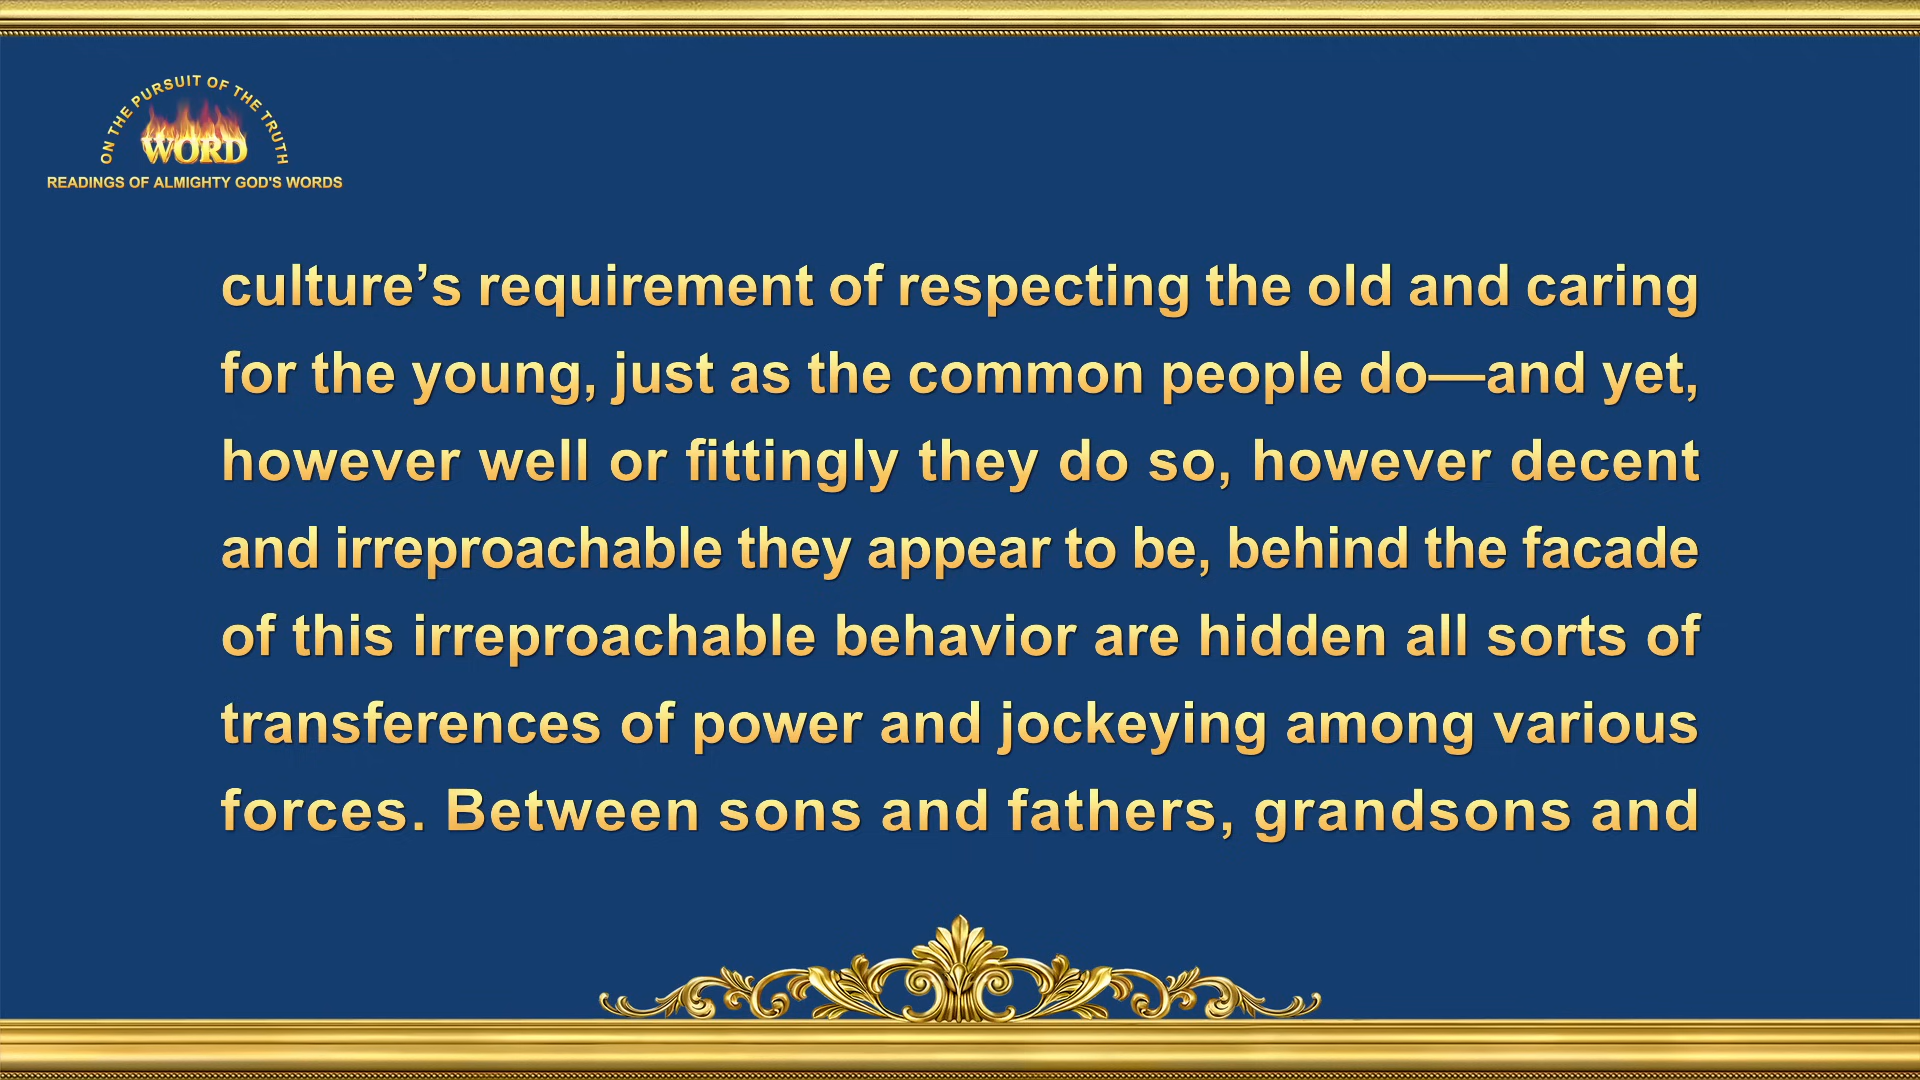 ON THE PURSUIT OF THE TRUTH
WORD
READINGS OF ALMIGHTY GOD'S WORDS
culture’s requirement of respecting the old and caring
for the young, just as the common people do—and yet,
however well or fittingly they do so, however decent
and irreproachable they appear to be, behind the facade
of this irreproachable behavior are hidden all sorts of
transferences of power and jockeying among various
forces. Between sons and fathers, grandsons and